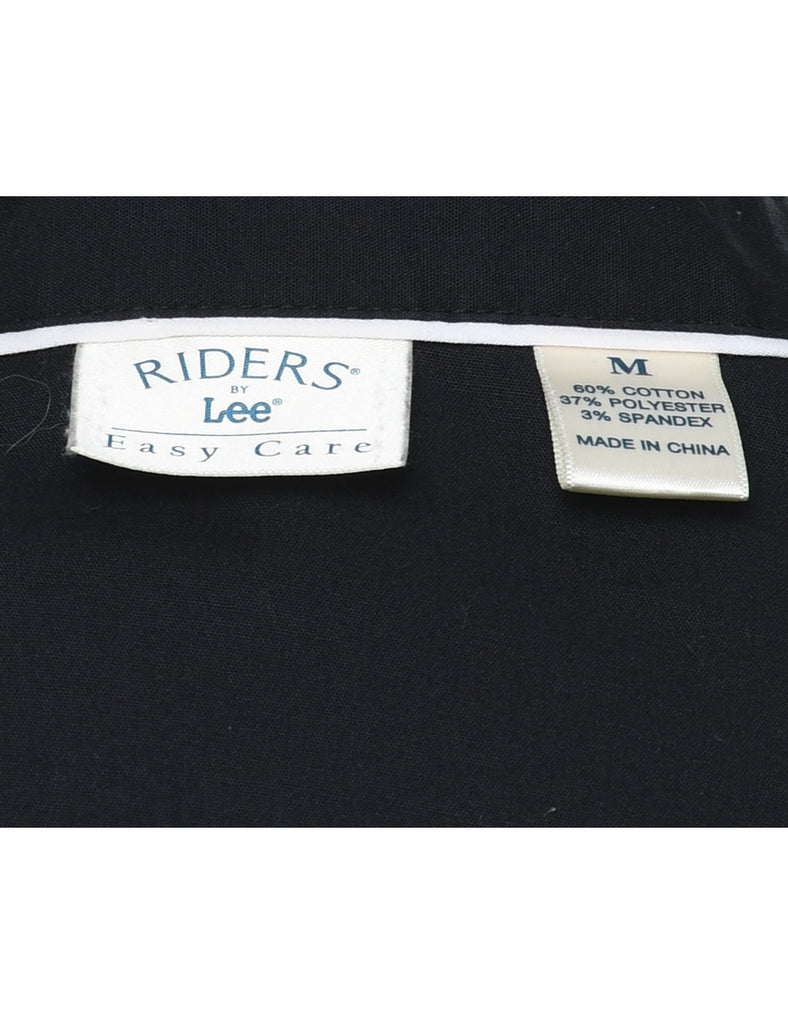 RIDERS®
BY
Lee®
Easy Care
M
60% COTTON
37% POLYESTER
3% SPANDEX
MADE IN CHINA